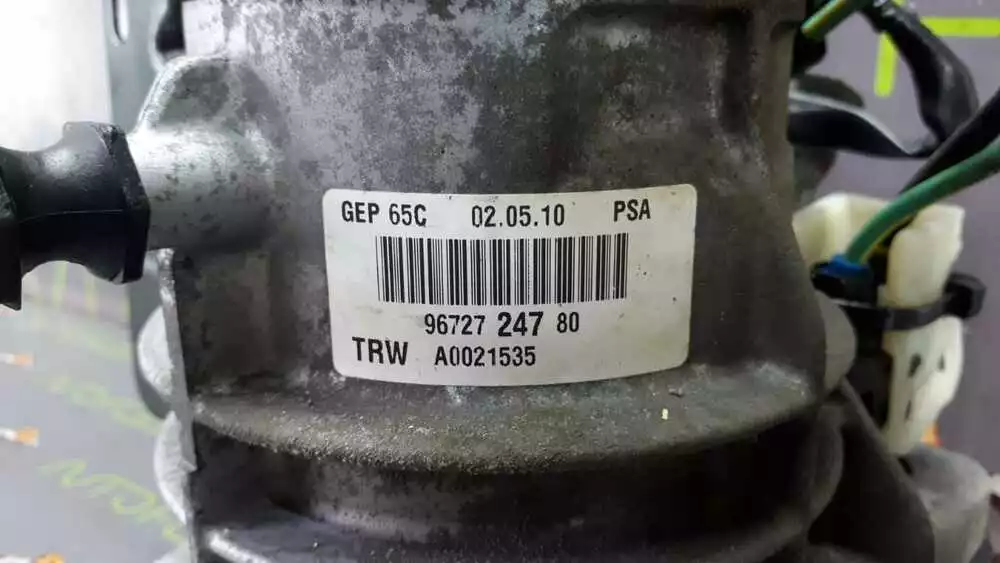 GEP 65C 02.05.10 PSA
96727 247 80
TRW A0021535